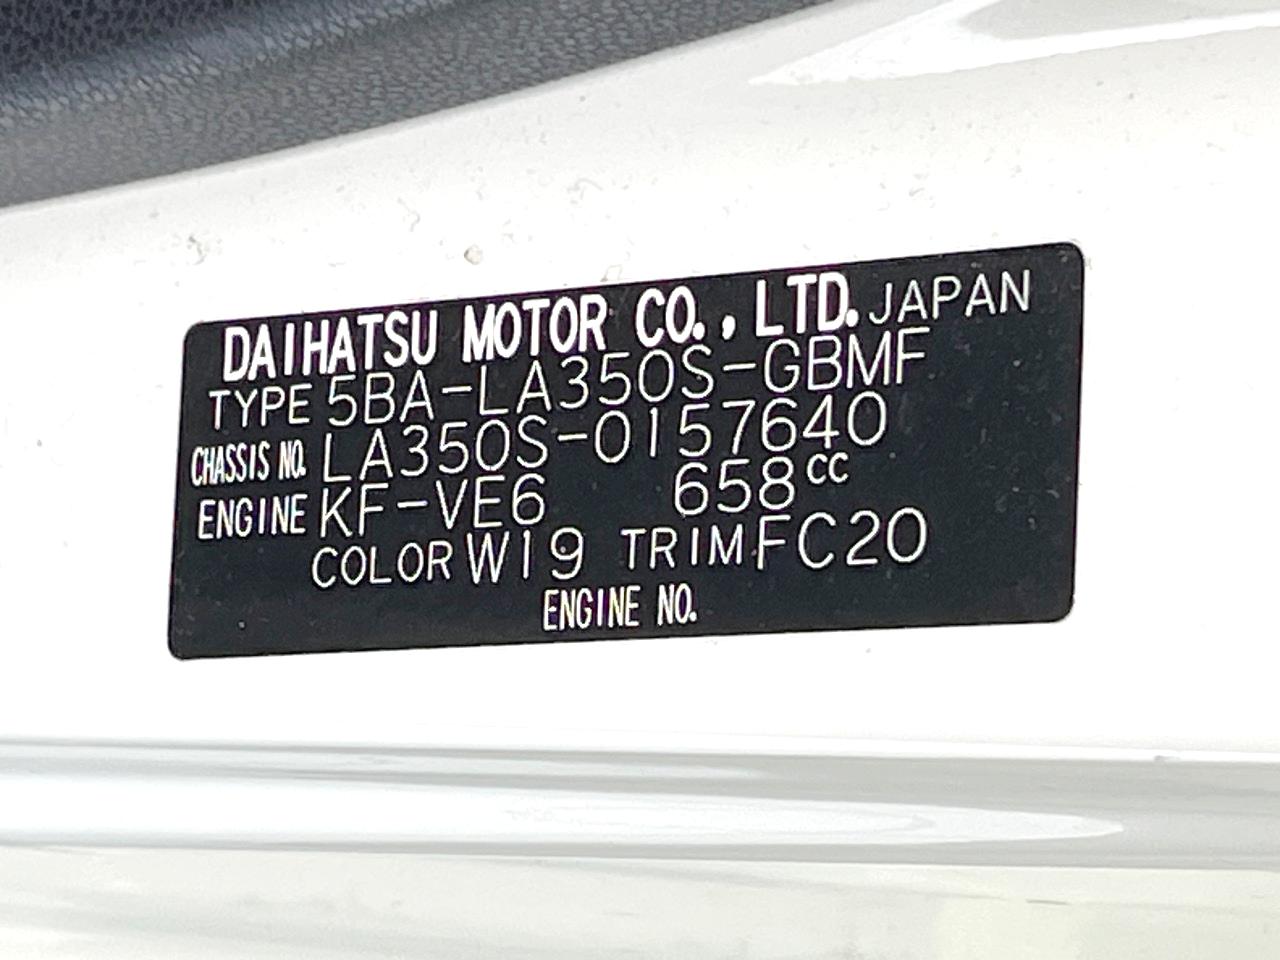 DAIHATSU MOTOR CO., LTD. JAPAN
TYPE 5BA-LA350S-GBMF
CHASSIS NO. LA350S-0157640
ENGINE KF-VE6 658cc
COLOR W19 TRIM FC20
ENGINE NO.